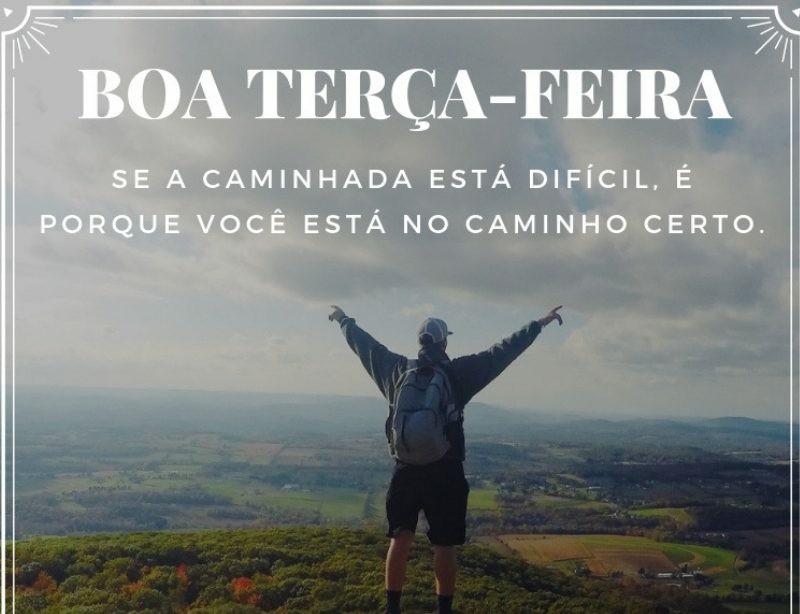 BOA TERÇA-FEIRA
SE A CAMINHADA ESTÁ DIFÍCIL, É
PORQUE VOCÊ ESTÁ NO CAMINHO CERTO.